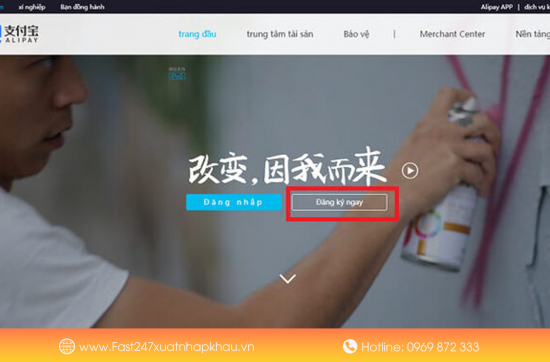 xí nghiệp Bạn đồng hành Alipay APP | dịch vụ k
支付宝
ALIPAY
trang đầu trung tâm tài sản Bảo vệ | Merchant Center Nền tảng
改变,因我而来
Đăng nhập Đăng ký ngay
www.Fast247xuatnhapkhau.vn Hotline: 0969 872 333